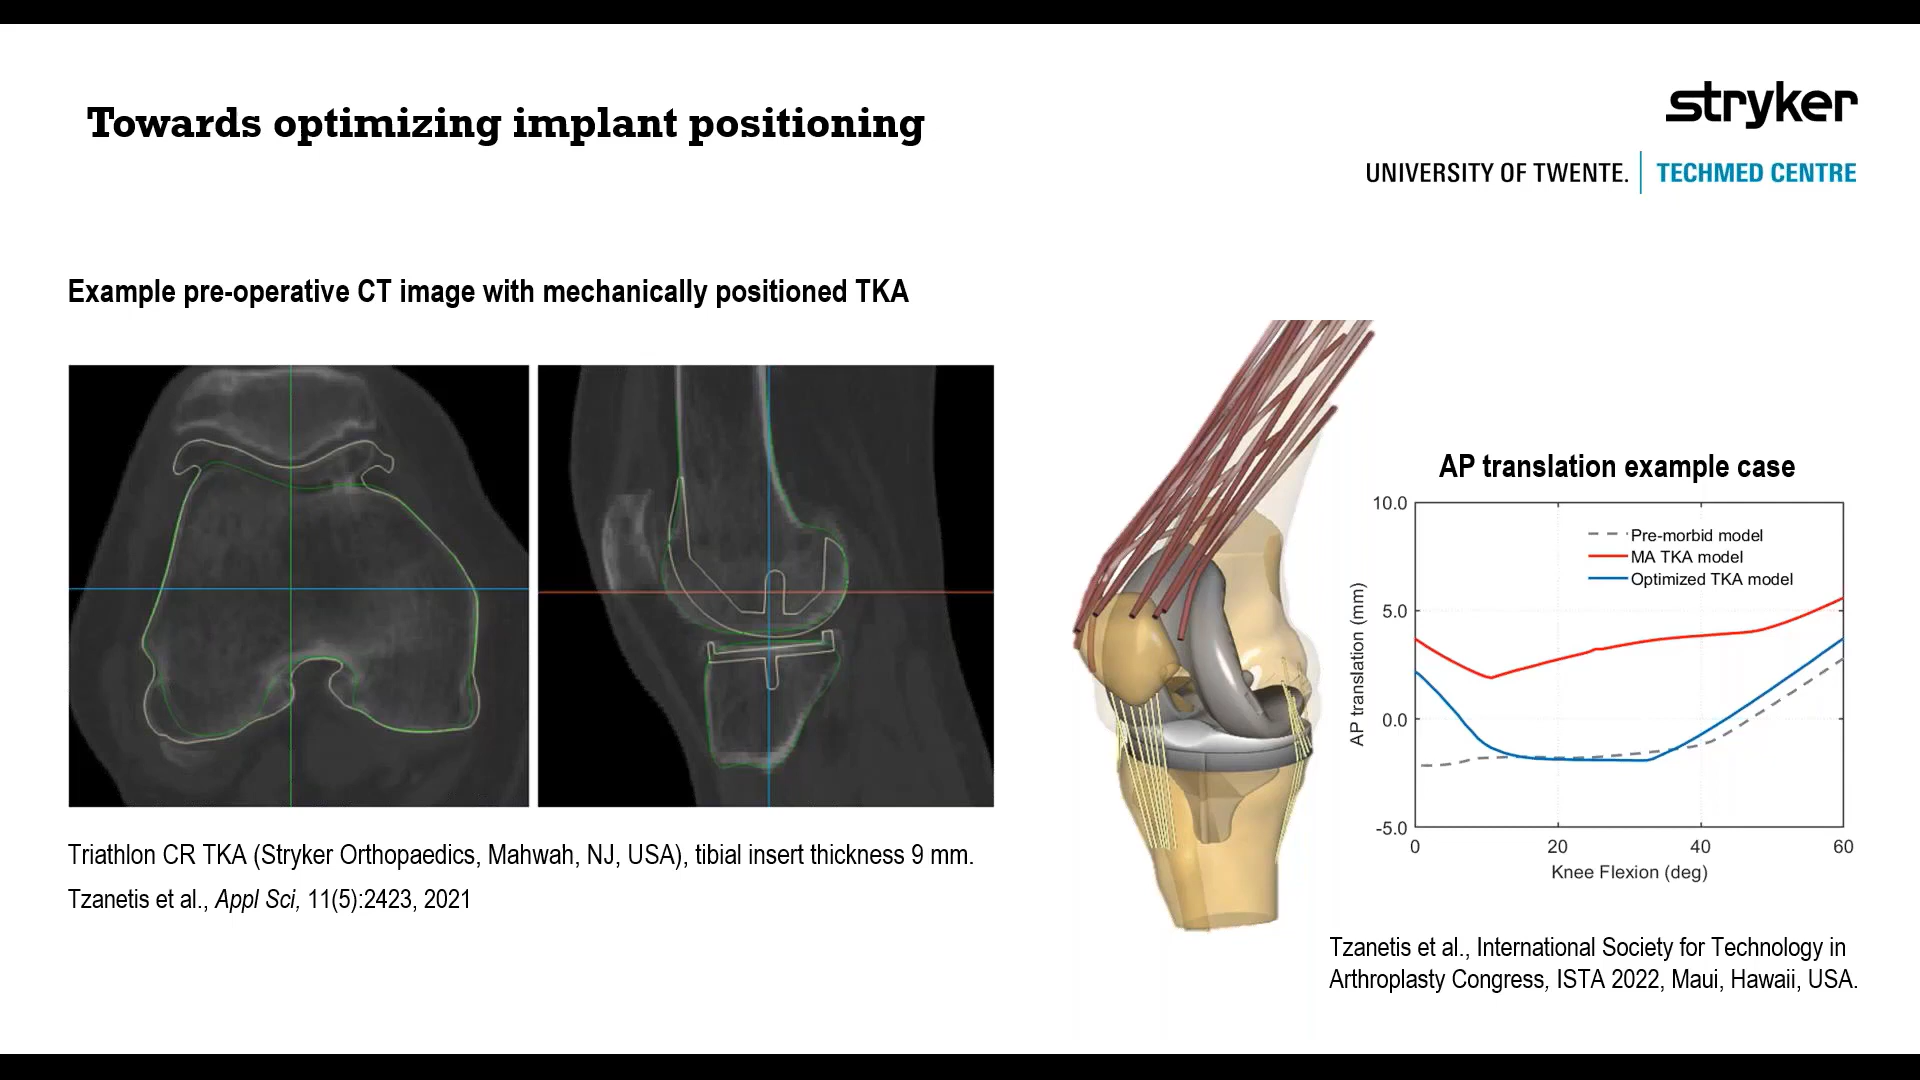 Towards optimizing implant positioning
stryker
UNIVERSITY OF TWENTE. | TECHMED CENTRE
Example pre-operative CT image with mechanically positioned TKA
Triathlon CR TKA (Stryker Orthopaedics, Mahwah, NJ, USA), tibial insert thickness 9 mm.
Tzanetis et al., Appl Sci, 11(5):2423, 2021
AP translation example case
10.0
5.0
0.0
-5.0
AP translation (mm)
Pre-morbid model
MA TKA model
Optimized TKA model
0 20 40 60
Knee Flexion (deg)
Tzanetis et al., International Society for Technology in
Arthroplasty Congress, ISTA 2022, Maui, Hawaii, USA.